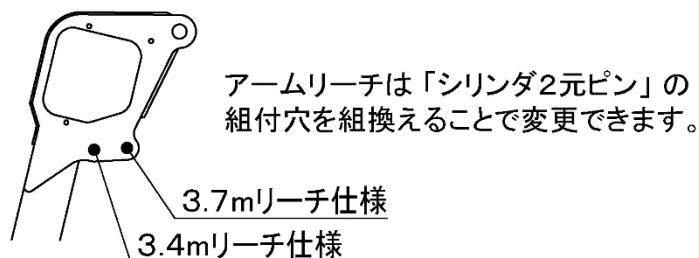 アームリーチは「シリンダ2元ピン」の
組付穴を組換えることで変更できます。
3.7mリーチ仕様
3.4mリーチ仕様